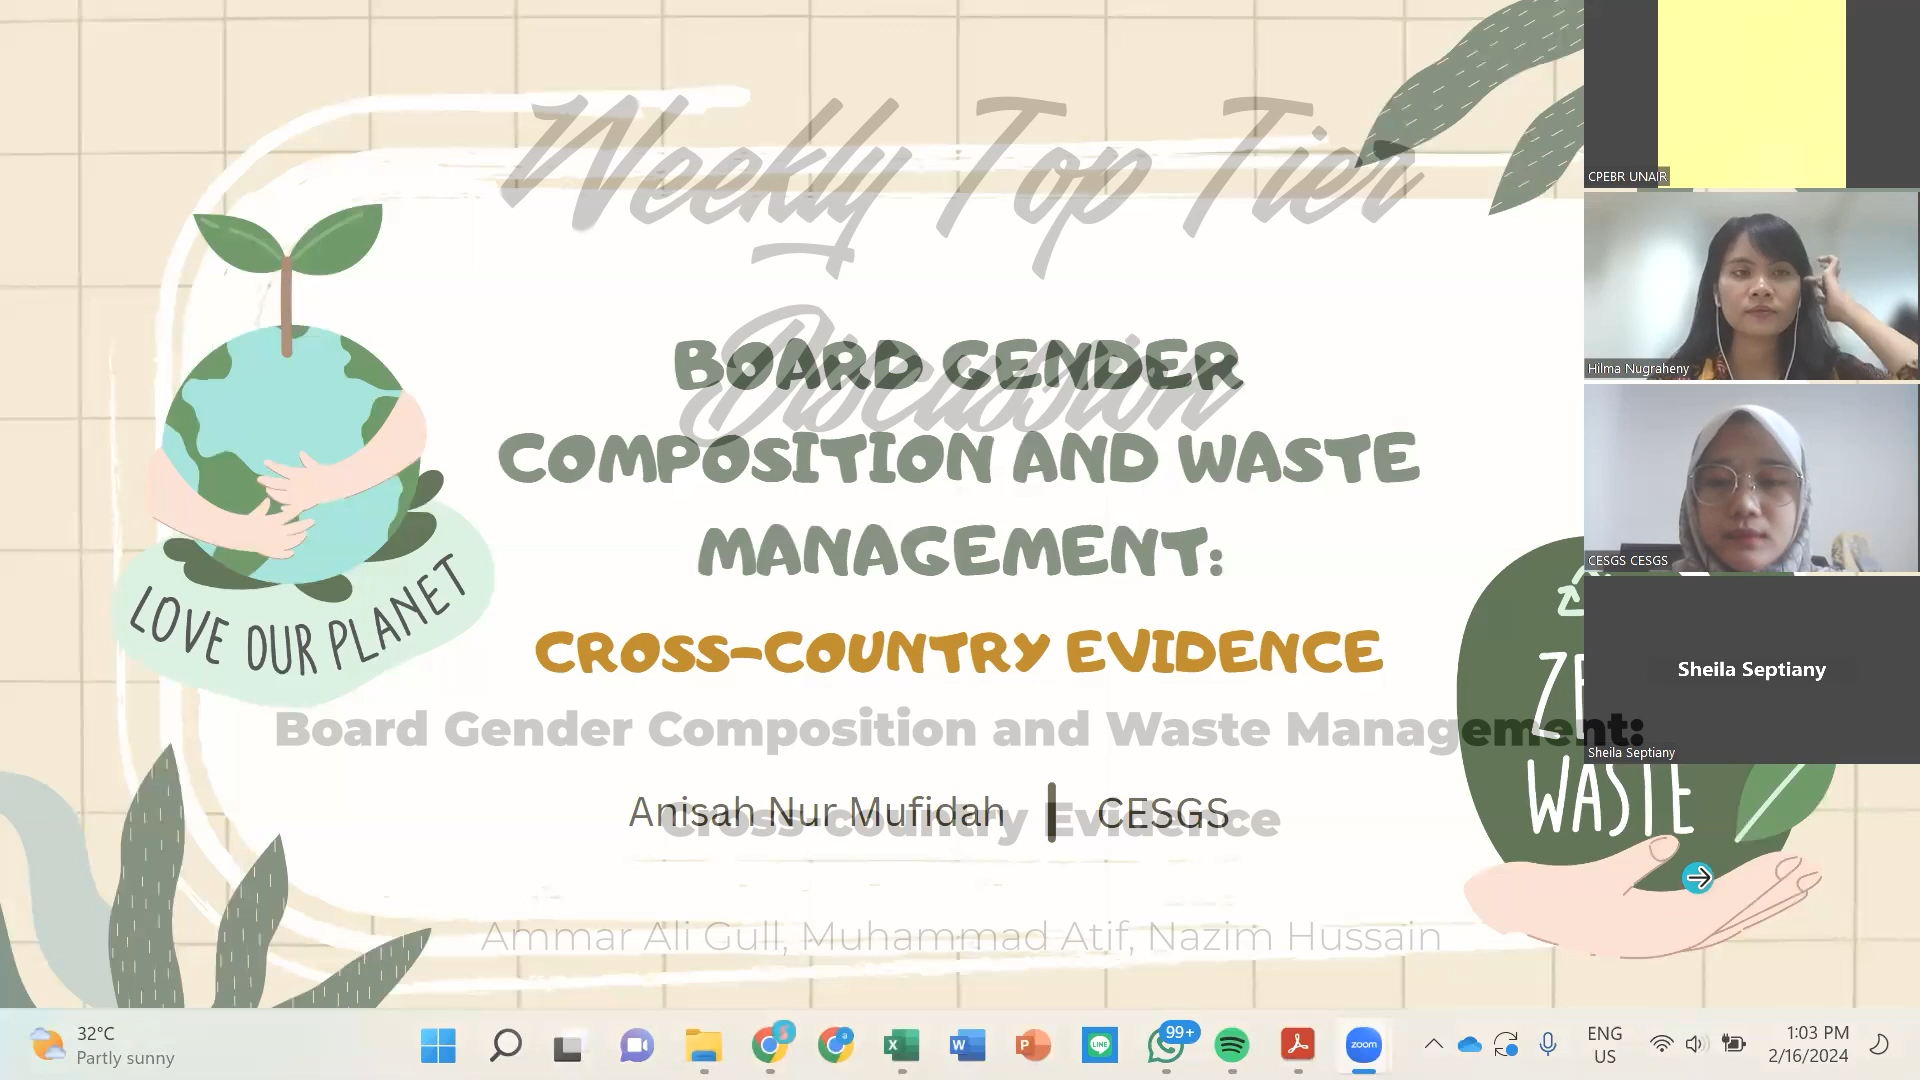 Weekly Top Tier
Discussion
BOARD GENDER
COMPOSITION AND WASTE
MANAGEMENT:
CROSS-COUNTRY EVIDENCE
Board Gender Composition and Waste Management:
Cross-country Evidence
Anisah Nur Mufidah | CESGS
Ammar Ali Gull, Muhammad Atif, Nazim Hussain
LOVE OUR PLANET
WASTE
CPEBR UNAIR
Hilma Nugraheny
CESGS CESGS
Sheila Septiany
Sheila Septiany
32°C
Partly sunny
99+
LINE
zoom
ENG
US
1:03 PM
2/16/2024